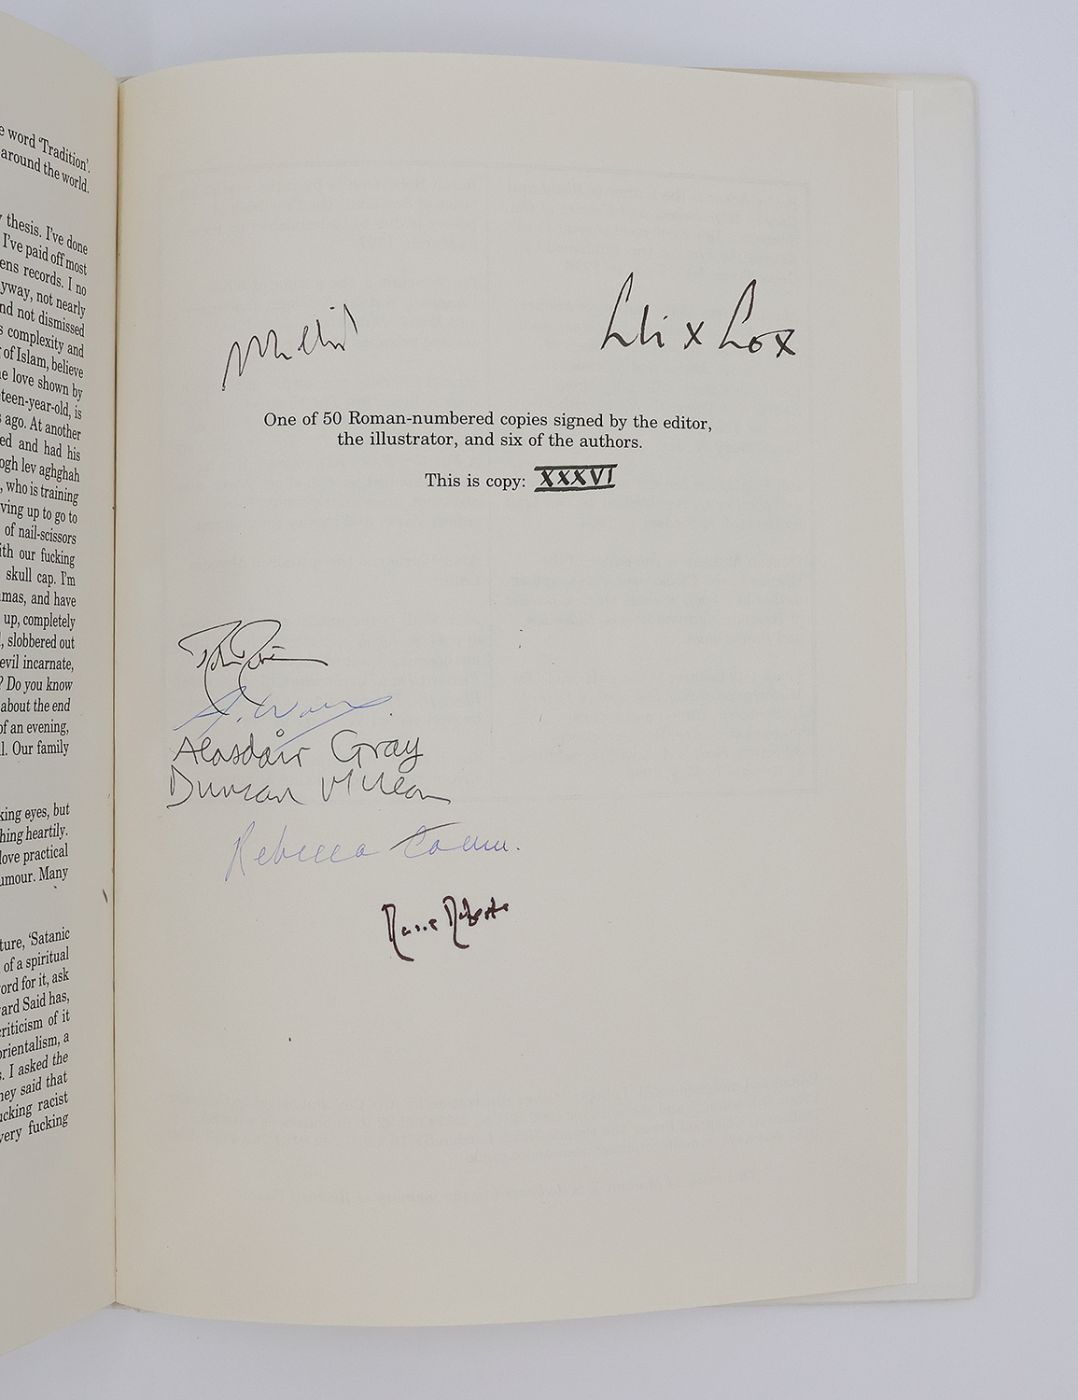 e word 'Tradition'.
around the world.
thesis. I've done
I've paid off most
ens records. I no
yway, not nearly
nd not dismissed
s complexity and
of Islam, believe
e love shown by
teen-year-old, is
ago. At another
ed and had his
ogh lev aghghah
, who is training
ving up to go to
of nail-scissors
ith our fucking
skull cap. I'm
mas, and have
up, completely
, slobbered out
evil incarnate,
? Do you know
about the end
of an evening,
l. Our family
king eyes, but
hing heartily.
love practical
umour. Many
ture, 'Satanic
of a spiritual
ord for it, ask
ard Said has,
criticism of it
orientalism, a
s. I asked the
hey said that
ucking racist
very fucking
One of 50 Roman-numbered copies signed by the editor,
the illustrator, and six of the authors.
This is copy: XXXVI
Alasdair Gray
Duncan McLean
Rebecca